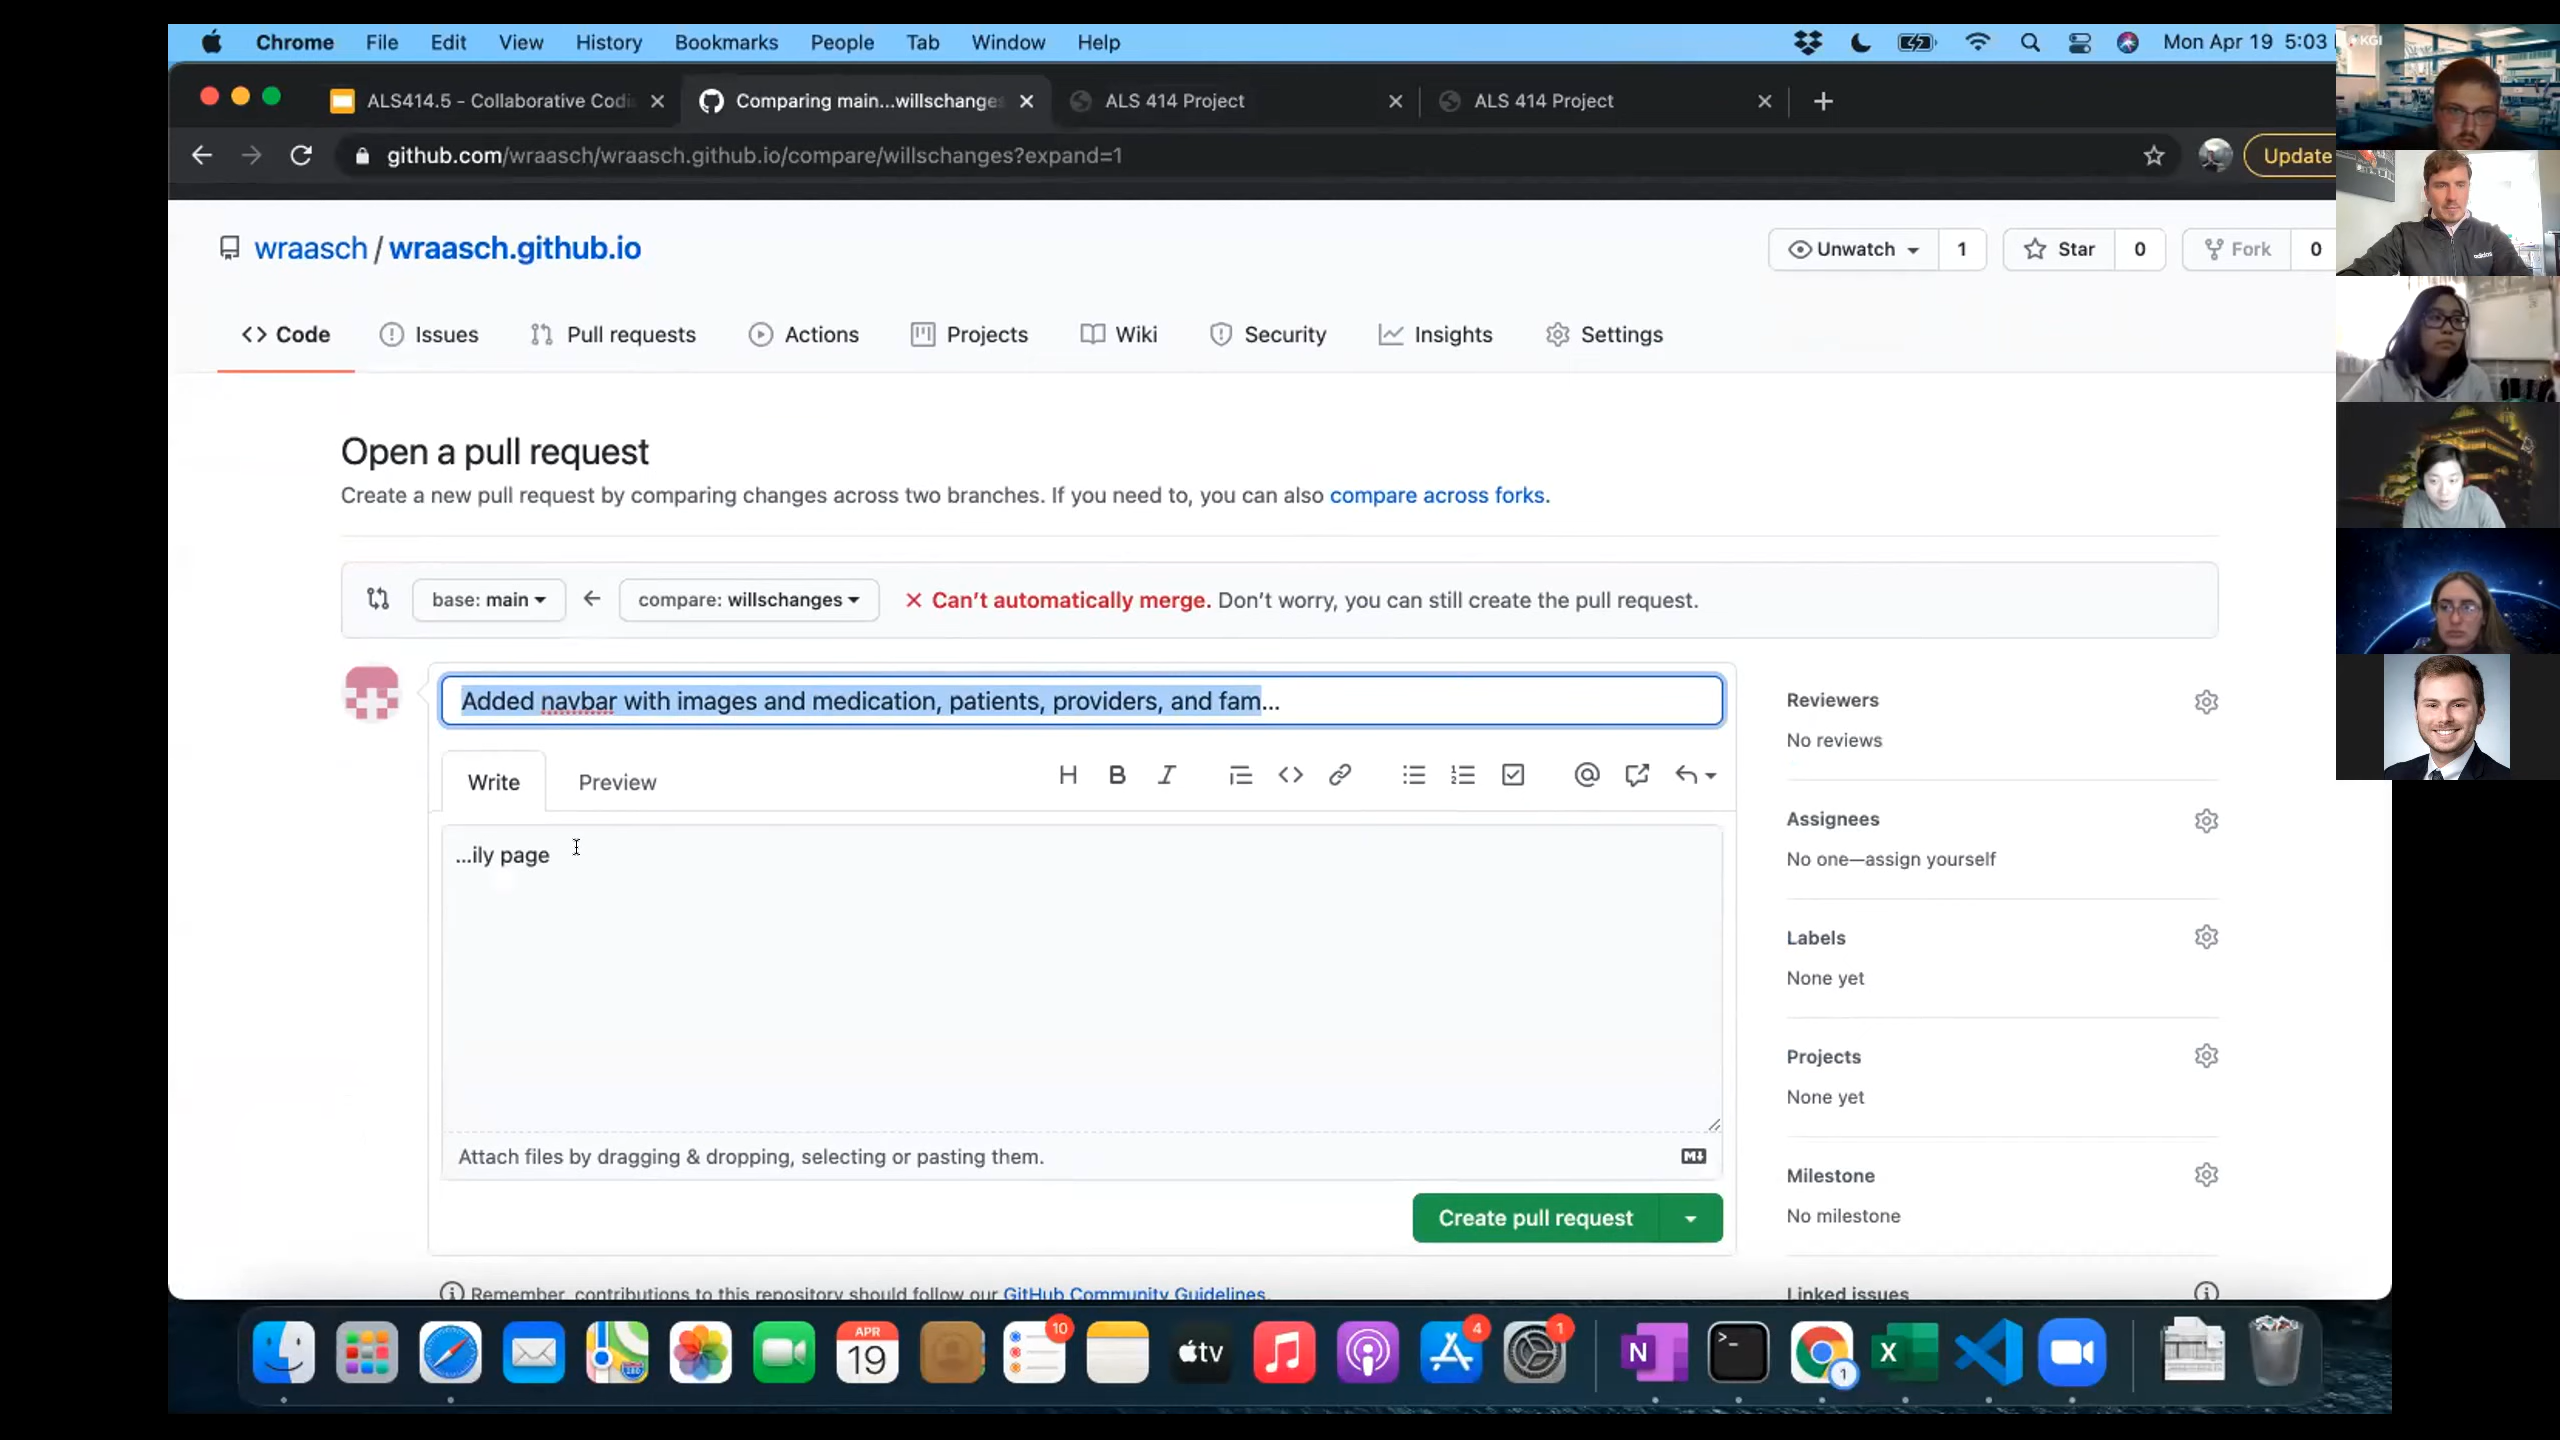 Chrome File Edit View History Bookmarks People Tab Window Help Mon Apr 19 5:03
KGI
ALS414.5 - Collaborative Codi
Comparing main...willschange
ALS 414 Project
ALS 414 Project
github.com/wraasch/wraasch.github.io/compare/willschanges?expand=1
Update
wraasch / wraasch.github.io
Unwatch 1 Star 0 Fork 0
Code Issues Pull requests Actions Projects Wiki Security Insights Settings
adidas
Open a pull request
Create a new pull request by comparing changes across two branches. If you need to, you can also compare across forks.
base: main compare: willschanges Can't automatically merge. Don't worry, you can still create the pull request.
Added navbar with images and medication, patients, providers, and fam...
Write Preview H B I
...ily page
Attach files by dragging & dropping, selecting or pasting them.
Create pull request
Remember, contributions to this repository should follow our GitHub Community Guidelines.
Reviewers
No reviews
Assignees
No one—assign yourself
Labels
None yet
Projects
None yet
Milestone
No milestone
Linked issues
APR
19
10
tv
4
1
N
>_
1
X